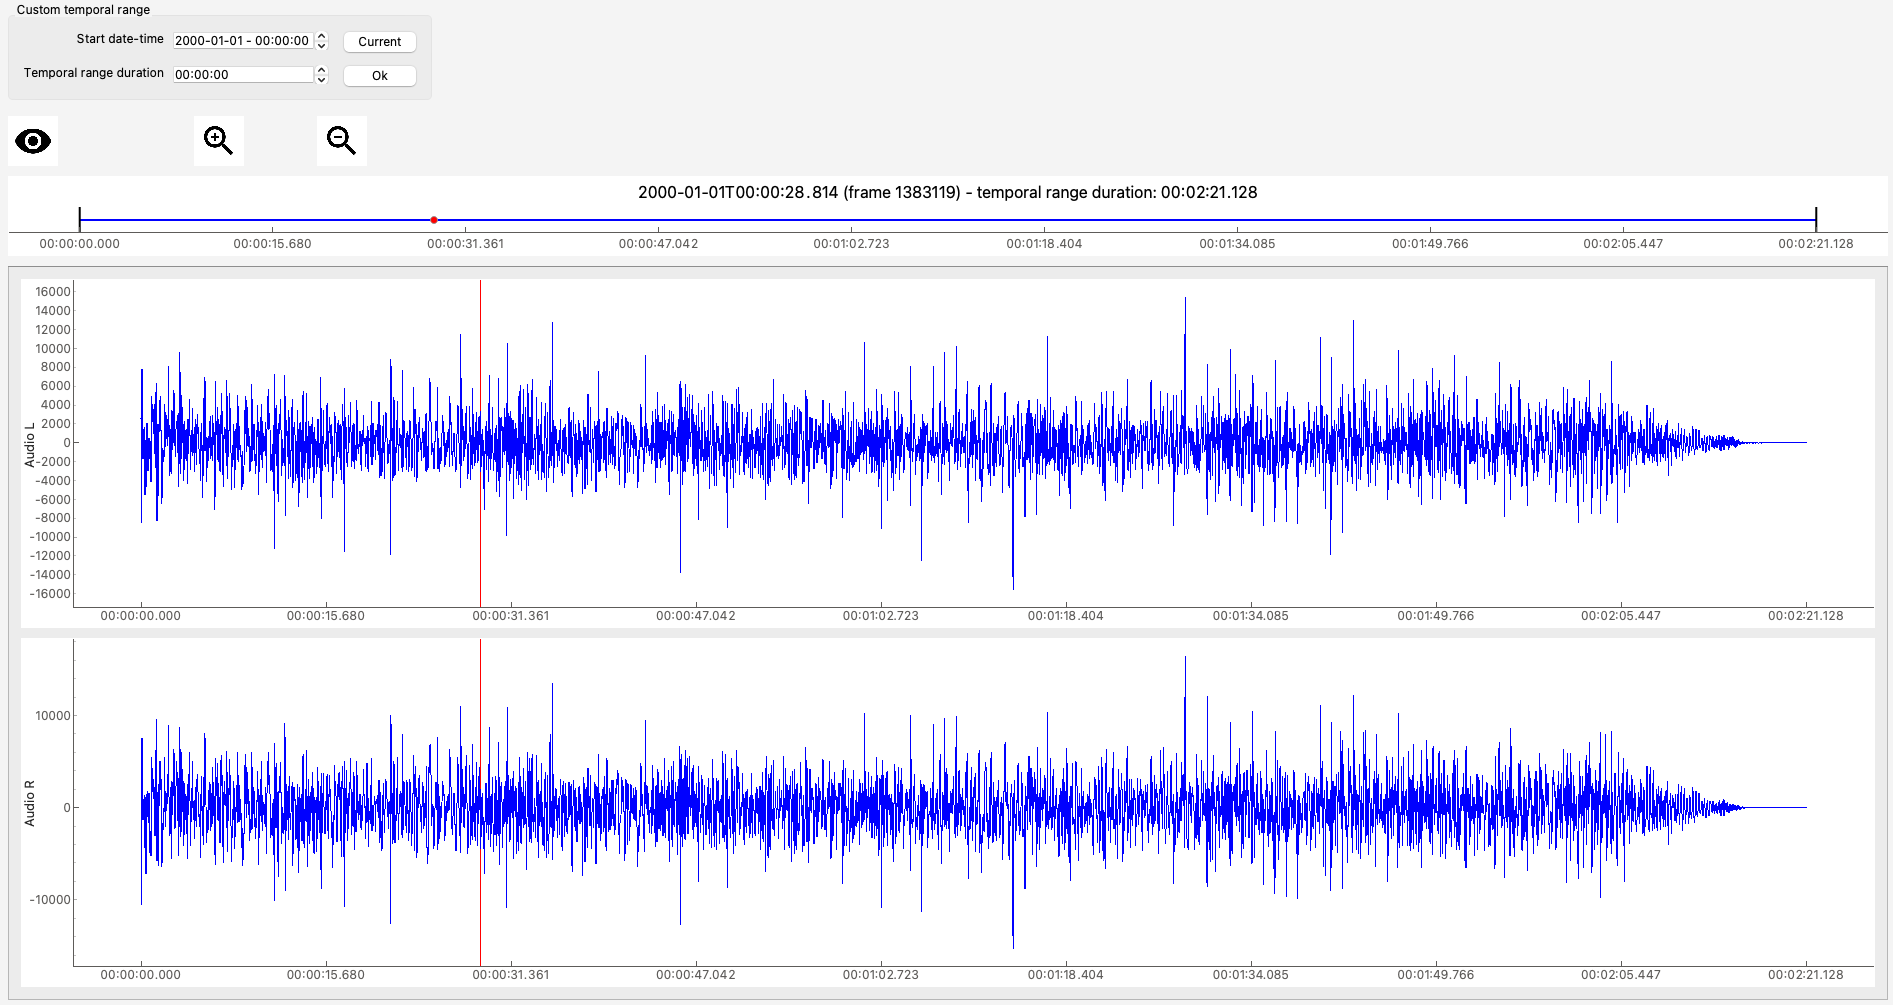 Custom temporal range
Start date-time 2000-01-01 - 00:00:00 Current
Temporal range duration 00:00:00 Ok
2000-01-01T00:00:28.814 (frame 1383119) - temporal range duration: 00:02:21.128
00:00:00.000 00:00:15.680 00:00:31.361 00:00:47.042 00:01:02.723 00:01:18.404 00:01:34.085 00:01:49.766 00:02:05.447 00:02:21.128
16000
14000
12000
10000
8000
6000
4000
2000
0
-2000
-4000
-6000
-8000
-10000
-12000
-14000
-16000
Audio L
00:00:00.000 00:00:15.680 00:00:31.361 00:00:47.042 00:01:02.723 00:01:18.404 00:01:34.085 00:01:49.766 00:02:05.447 00:02:21.128
10000
0
-10000
Audio R
00:00:00.000 00:00:15.680 00:00:31.361 00:00:47.042 00:01:02.723 00:01:18.404 00:01:34.085 00:01:49.766 00:02:05.447 00:02:21.128